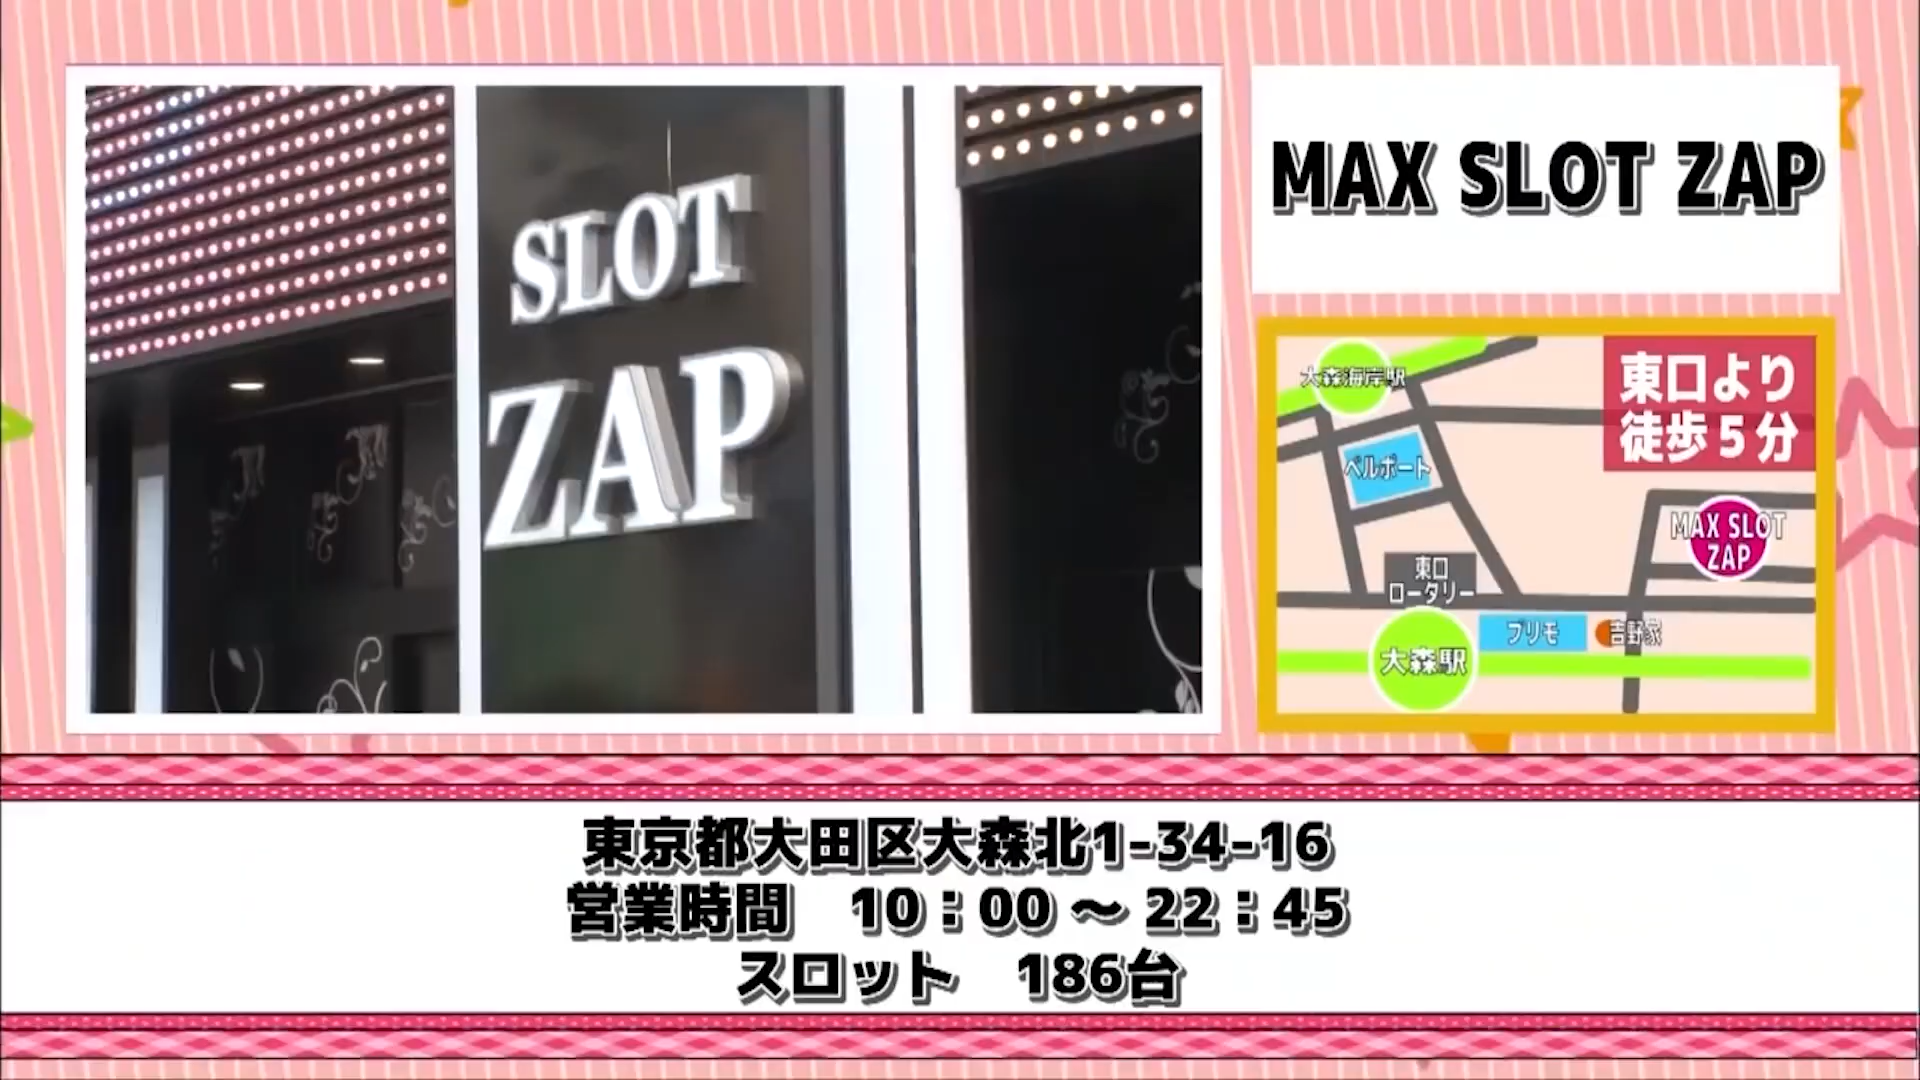 SLOT
ZAP
MAX SLOT ZAP
東口より
徒歩5分
大森海岸駅
ベルポート
MAX SLOT
ZAP
東口
ロータリー
プリモ
吉野家
大森駅
東京都大田区大森北1-34-16
営業時間　10：00～22：45
スロット　186台